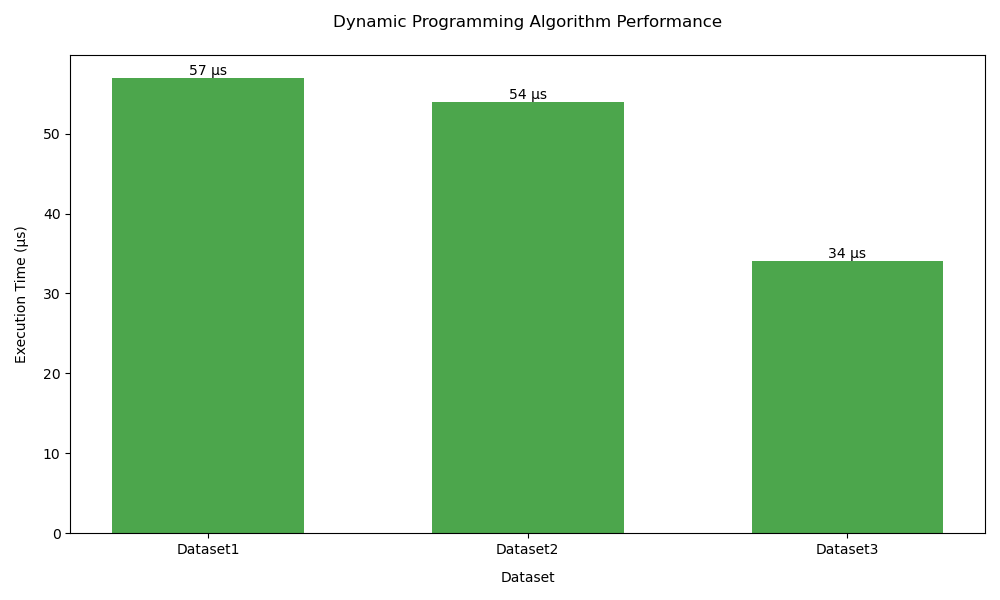 Dynamic Programming Algorithm Performance
57 µs
54 µs
34 µs
Execution Time (µs)
50
40
30
20
10
0
Dataset1
Dataset2
Dataset3
Dataset